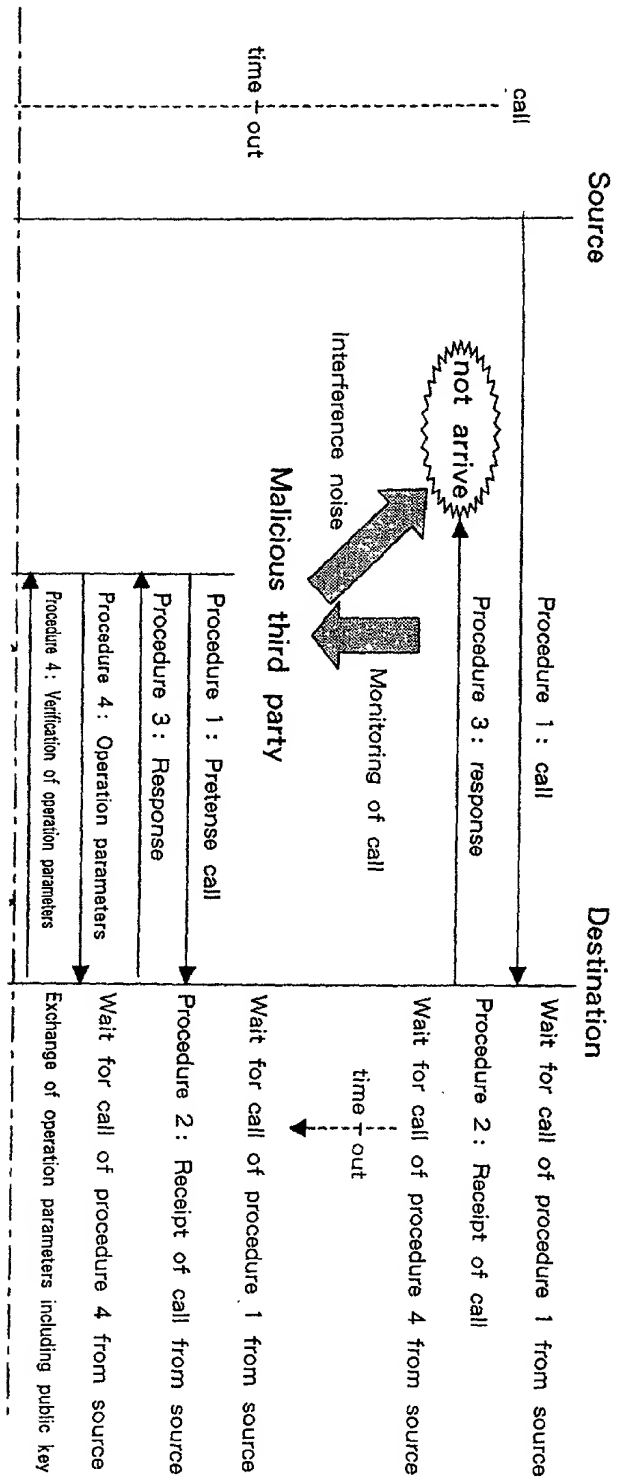 Source
Destination
call
time - out
Procedure 1 : call
Wait for call of procedure 1 from source
Procedure 2 : Receipt of call
not arrive
Procedure 3 : response
Wait for call of procedure 4 from source
Interference noise
Monitoring of call
time - out
Malicious third party
Wait for call of procedure 1 from source
Procedure 1 : Pretense call
Procedure 2 : Receipt of call from source
Procedure 3 : Response
Wait for call of procedure 4 from source
Procedure 4 : Operation parameters
Procedure 4 : Verification of operation parameters
Exchange of operation parameters including public key